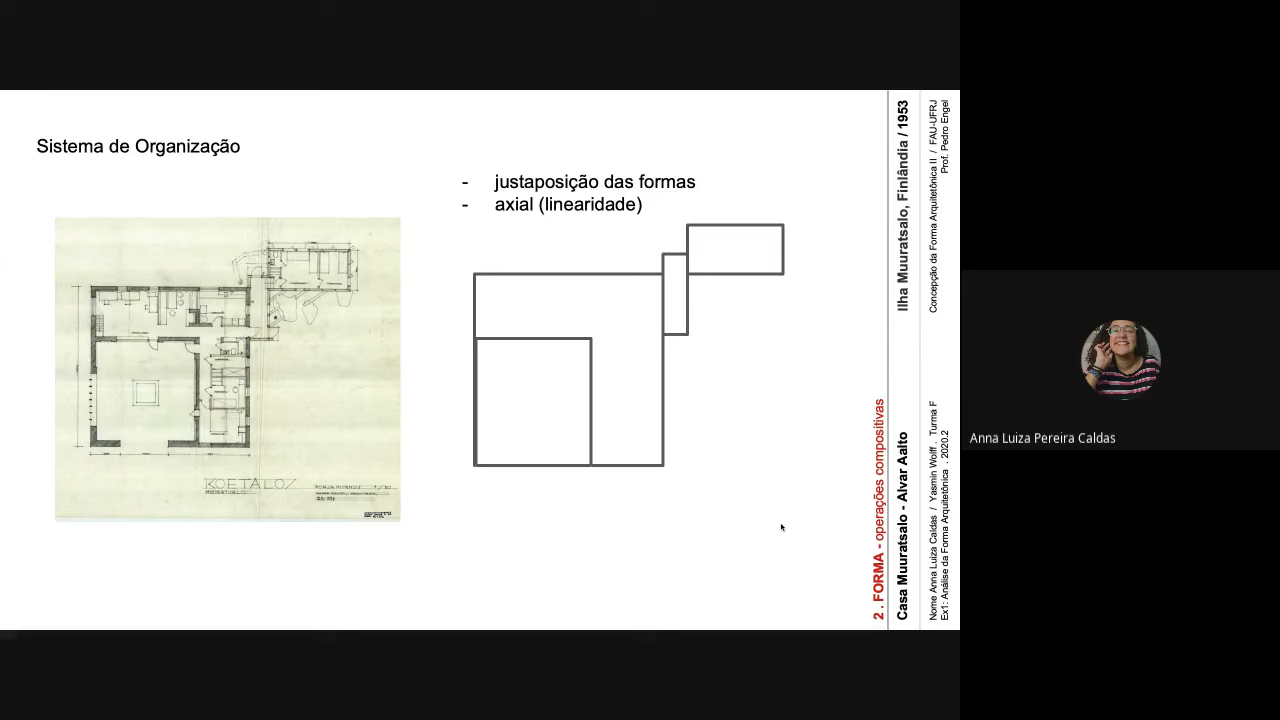 Sistema de Organização
- justaposição das formas
- axial (linearidade)
KOETALO
MUURATSALO
2 . FORMA - operações compositivas
Casa Muuratsalo - Alvar Aalto
Ilha Muuratsalo, Finlândia / 1953
Nome Anna Luiza Caldas / Yasmin Wolff . Turma F
Ex1: Análise da Forma Arquitetônica . 2020.2
Concepção da Forma Arquitetônica II / FAU-UFRJ
Prof. Pedro Engel
Anna Luiza Pereira Caldas